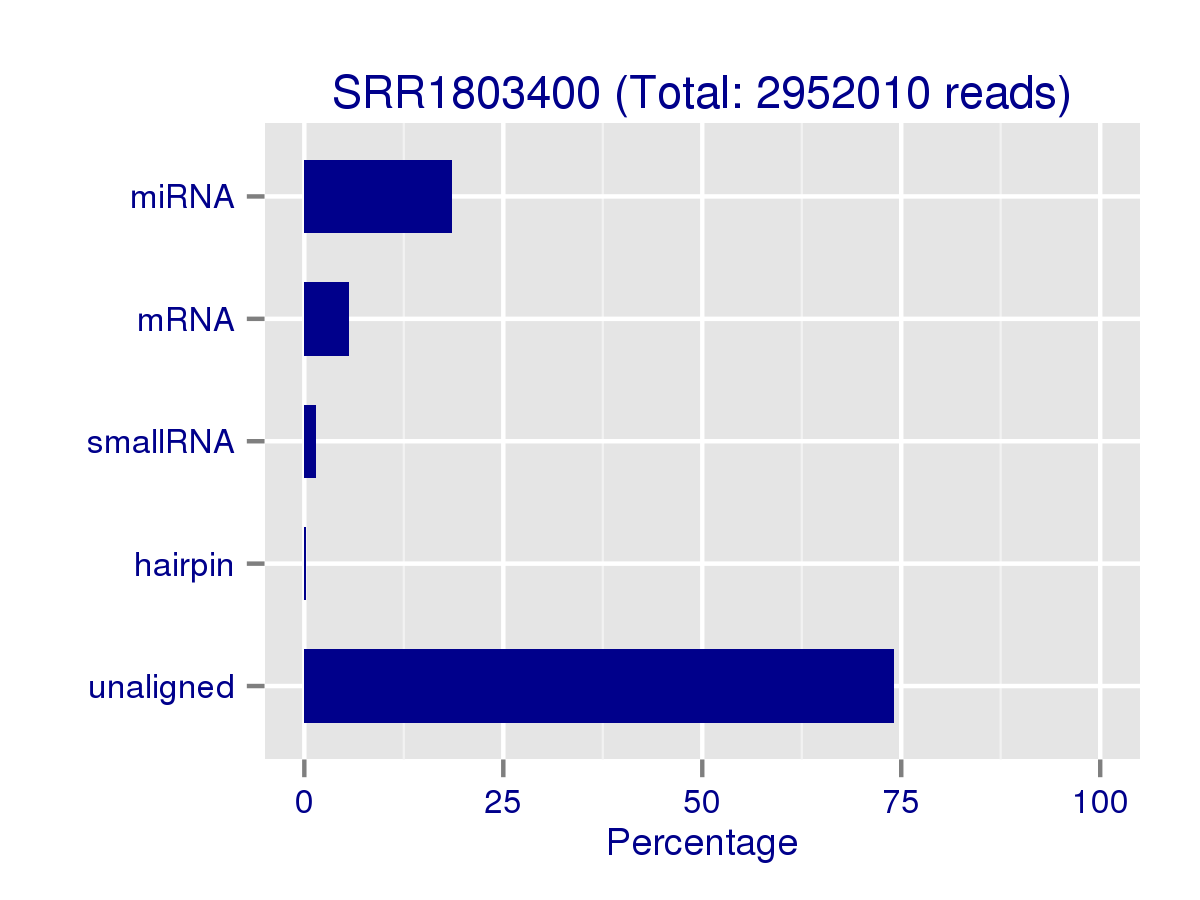 SRR1803400 (Total: 2952010 reads)
miRNA
mRNA
smallRNA
hairpin
unaligned
0 25 50 75 100
Percentage